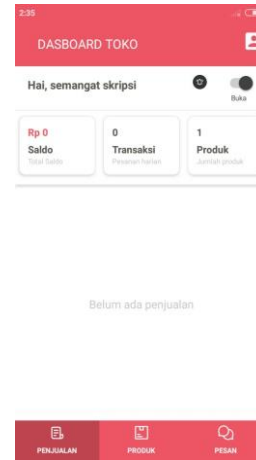 2:35
DASBOARD TOKO
Hai, semangat skripsi
Buka
Rp 0
Saldo
Total Saldo
0
Transaksi
Pesanan harian
1
Produk
Jumlah produk
Belum ada penjualan
PENJUALAN
PRODUK
PESAN